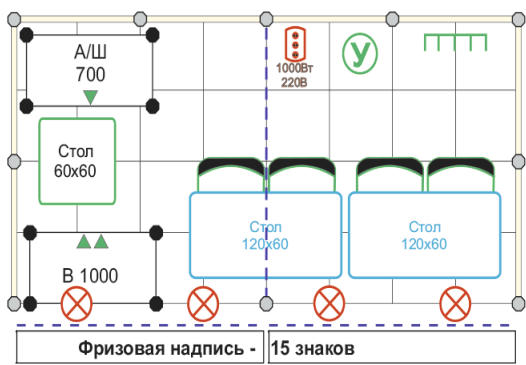 А/Ш
700
1000Вт
220В
У
Стол
60х60
Стол
120х60
Стол
120х60
В 1000
Фризовая надпись - 15 знаков